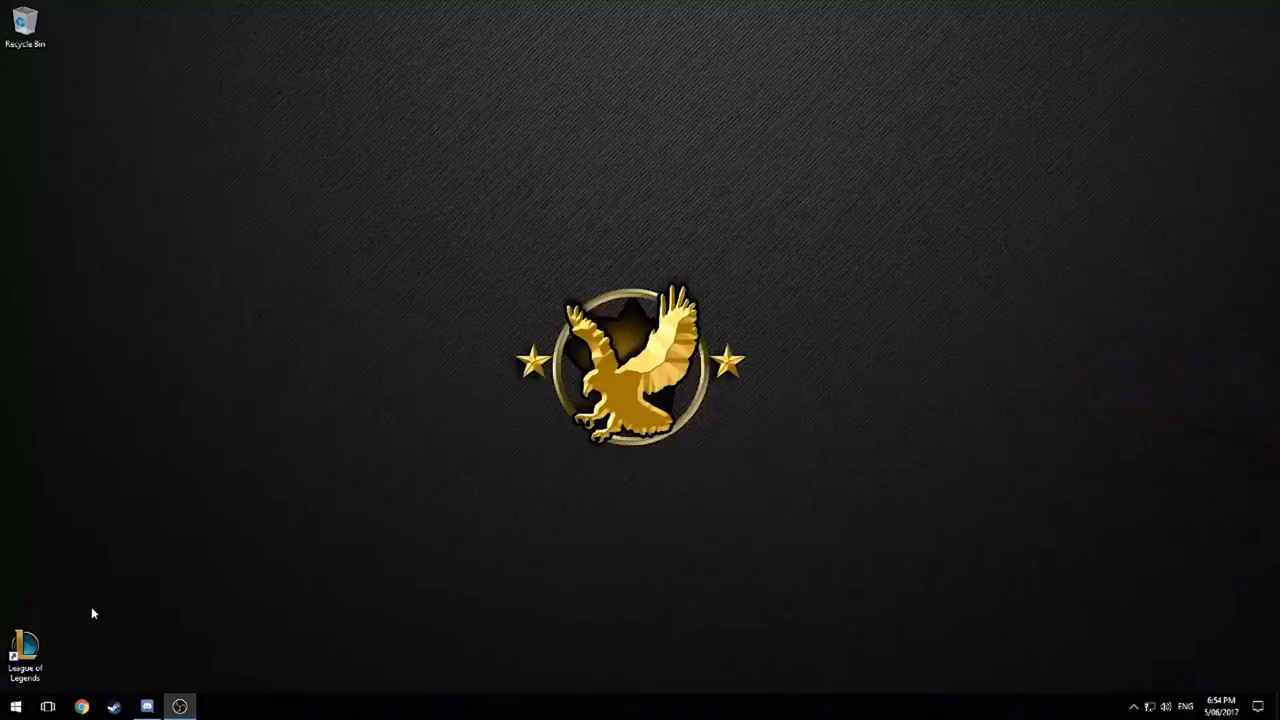 Recycle Bin
League of
Legends
ENG
6:54 PM
5/06/2017